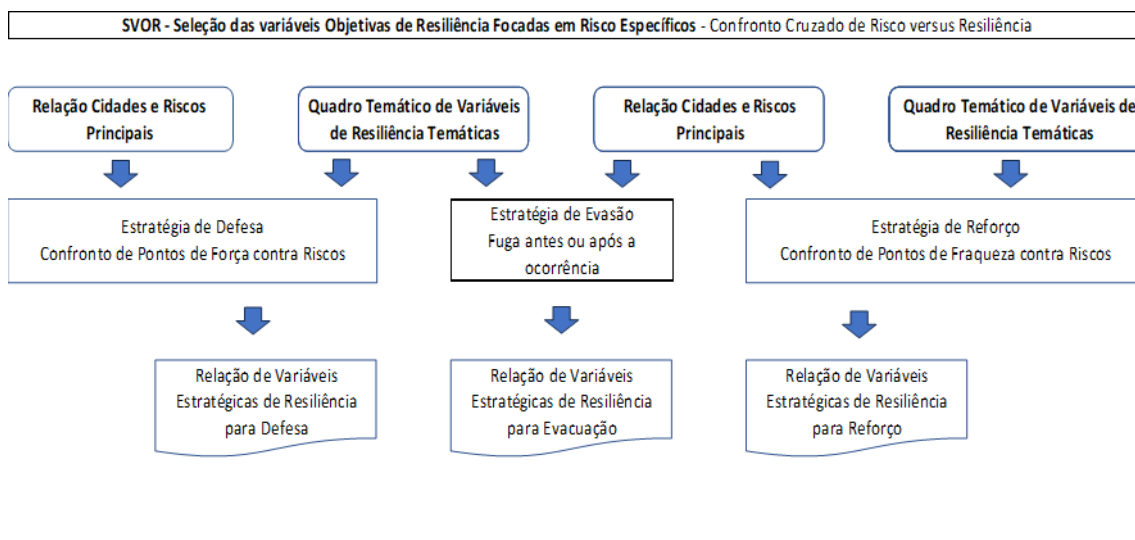 SVOR - Seleção das variáveis Objetivas de Resiliência Focadas em Risco Específicos - Confronto Cruzado de Risco versus Resiliência
Relação Cidades e Riscos
Principais
Quadro Temático de Variáveis
de Resiliência Temáticas
Relação Cidades e Riscos
Principais
Quadro Temático de Variáveis de
Resiliência Temáticas
Estratégia de Defesa
Confronto de Pontos de Força contra Riscos
Estratégia de Evasão
Fuga antes ou após a
ocorrência
Estratégia de Reforço
Confronto de Pontos de Fraqueza contra Riscos
Relação de Variáveis
Estratégicas de Resiliência
para Defesa
Relação de Variáveis
Estratégicas de Resiliência
para Evacuação
Relação de Variáveis
Estratégicas de Resiliência
para Reforço